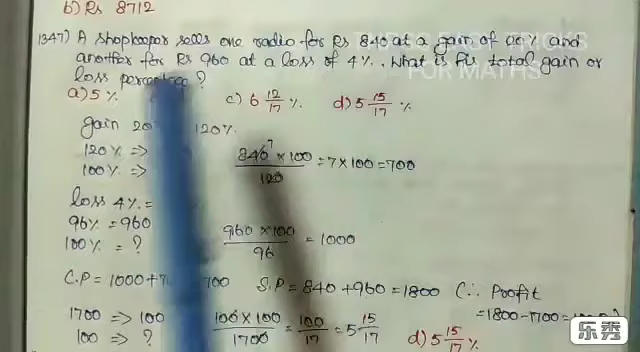 b) Rs 8712
1347) A shopkeeper sells one radio for Rs 840 at a gain of 20% and
another for Rs 960 at a loss of 4%. What is his total gain or
loss percentage?
a) 5% c) 6 12/17 % d) 5 15/17 %
gain 20% 120%
120% => 840 × 100 / 120 = 7 × 100 = 700
100% =>
loss 4% =
96% = 960 960 × 100 / 96 = 1000
100% = ?
C.P = 1000 + 7 700 S.P = 840 + 960 = 1800 C∴ Profit
= 1800 - 1700 =
1700 => 100 100 × 100 / 1700 = 100/17 = 5 15/17
100 => ? d) 5 15/17 %
FOR MATHS
乐秀